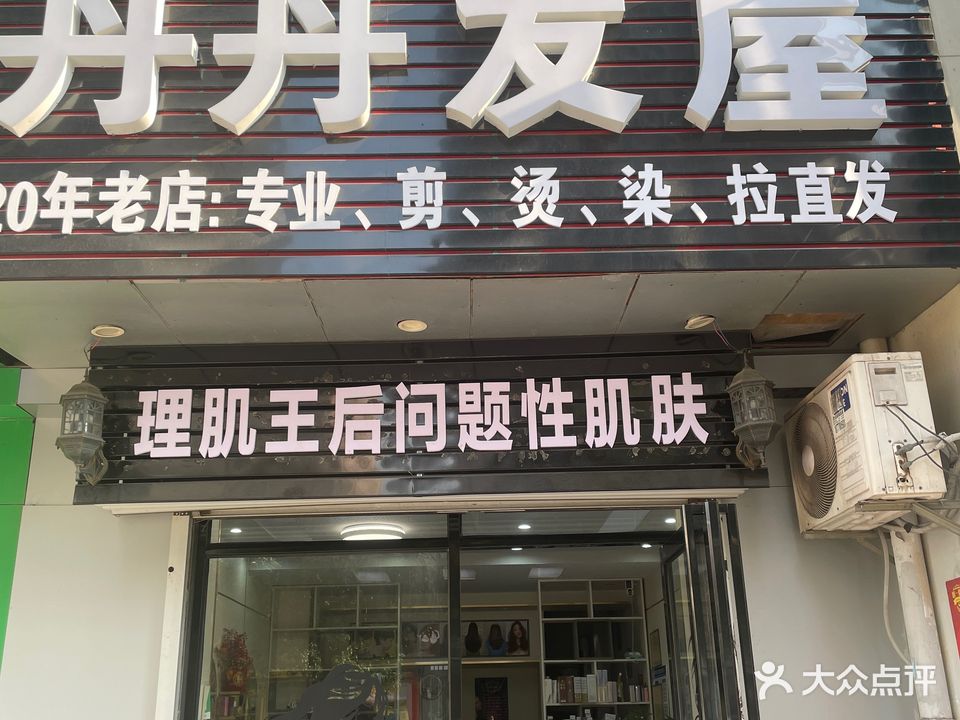 丹丹发屋
20年老店:专业、剪、烫、染、拉直发
理肌王后问题性肌肤
大众点评